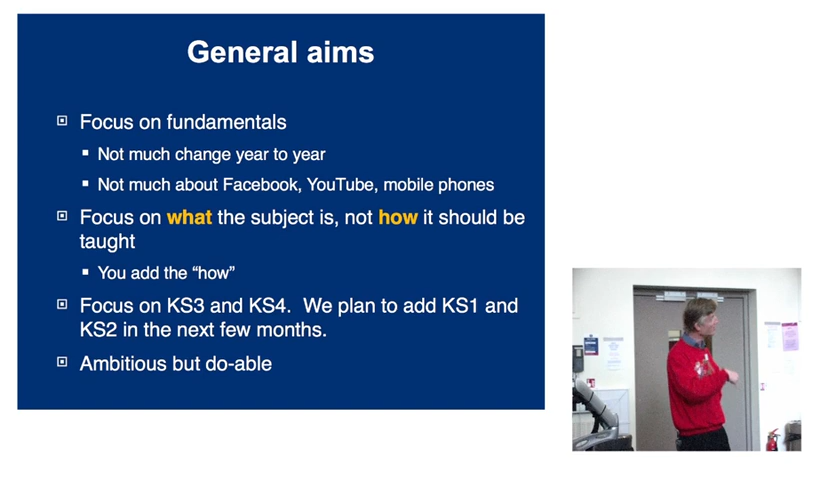 General aims
Focus on fundamentals
Not much change year to year
Not much about Facebook, YouTube, mobile phones
Focus on what the subject is, not how it should be
taught
You add the “how”
Focus on KS3 and KS4.  We plan to add KS1 and
KS2 in the next few months.
Ambitious but do-able